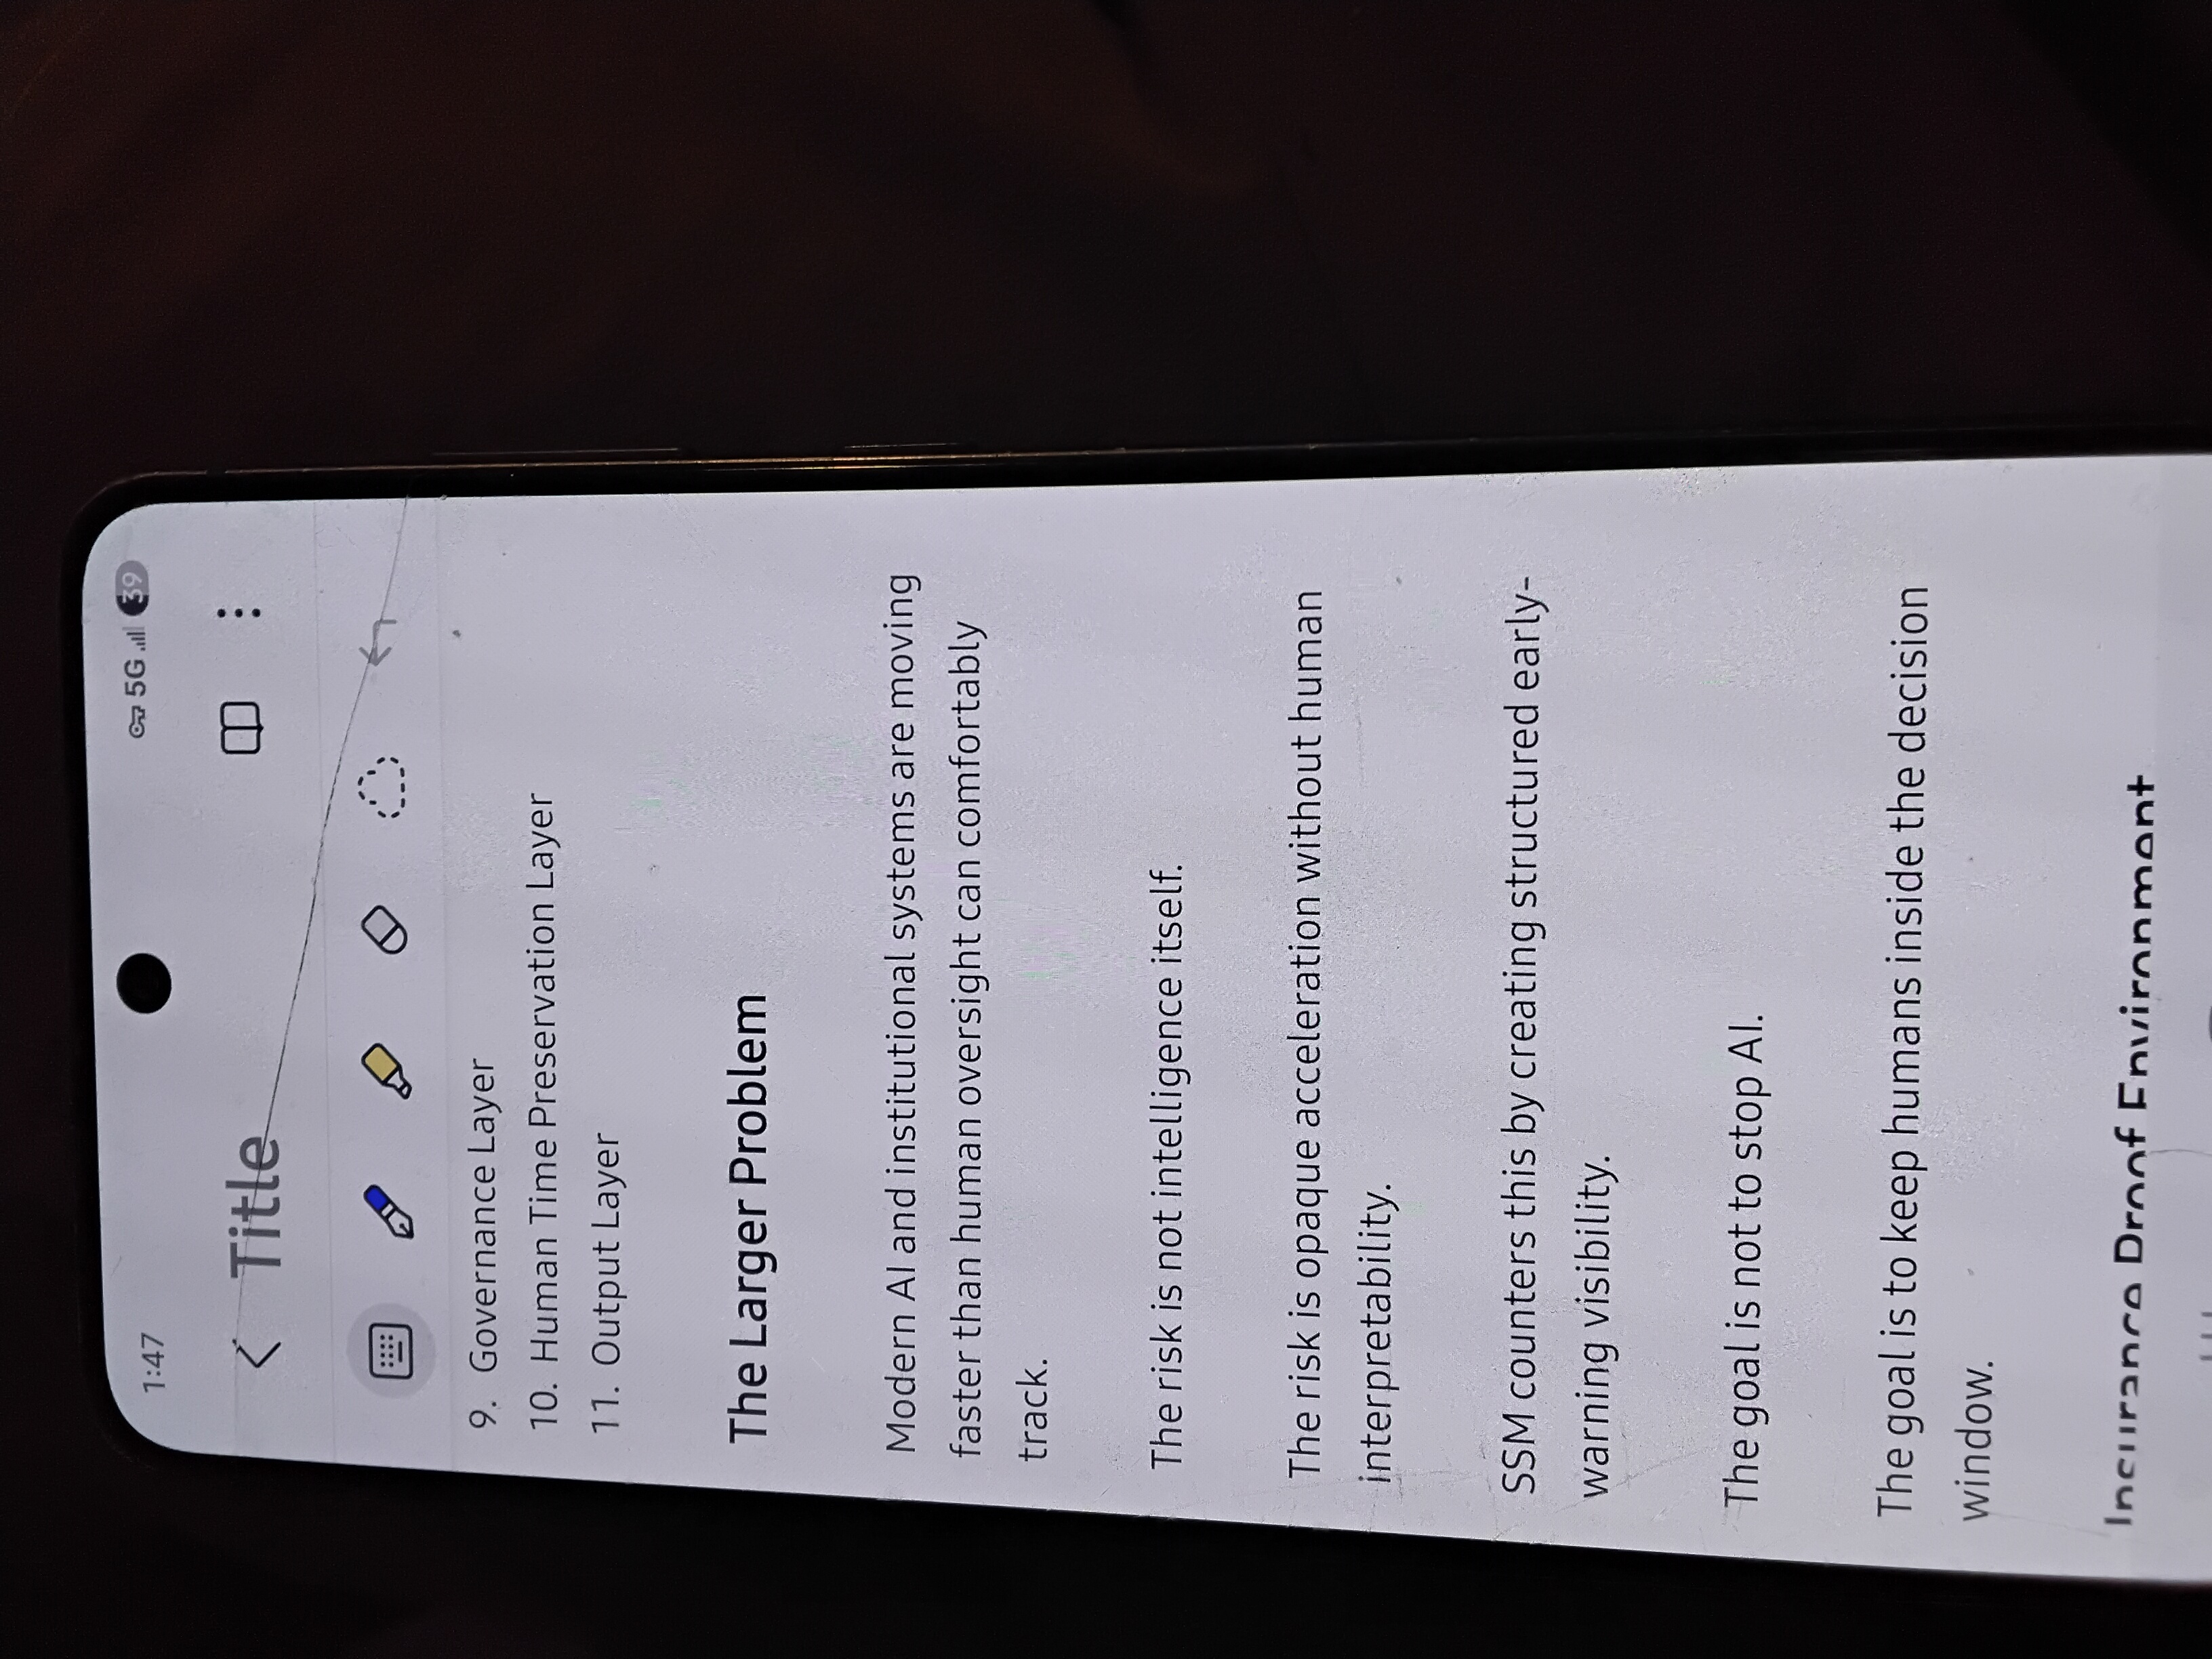 1:47
5G
39
Title
9. Governance Layer
10. Human Time Preservation Layer
11. Output Layer
The Larger Problem
Modern AI and institutional systems are moving
faster than human oversight can comfortably
track.
The risk is not intelligence itself.
The risk is opaque acceleration without human
interpretability.
SSM counters this by creating structured early-
warning visibility.
The goal is not to stop AI.
The goal is to keep humans inside the decision
window.
Insurance Proof Environment